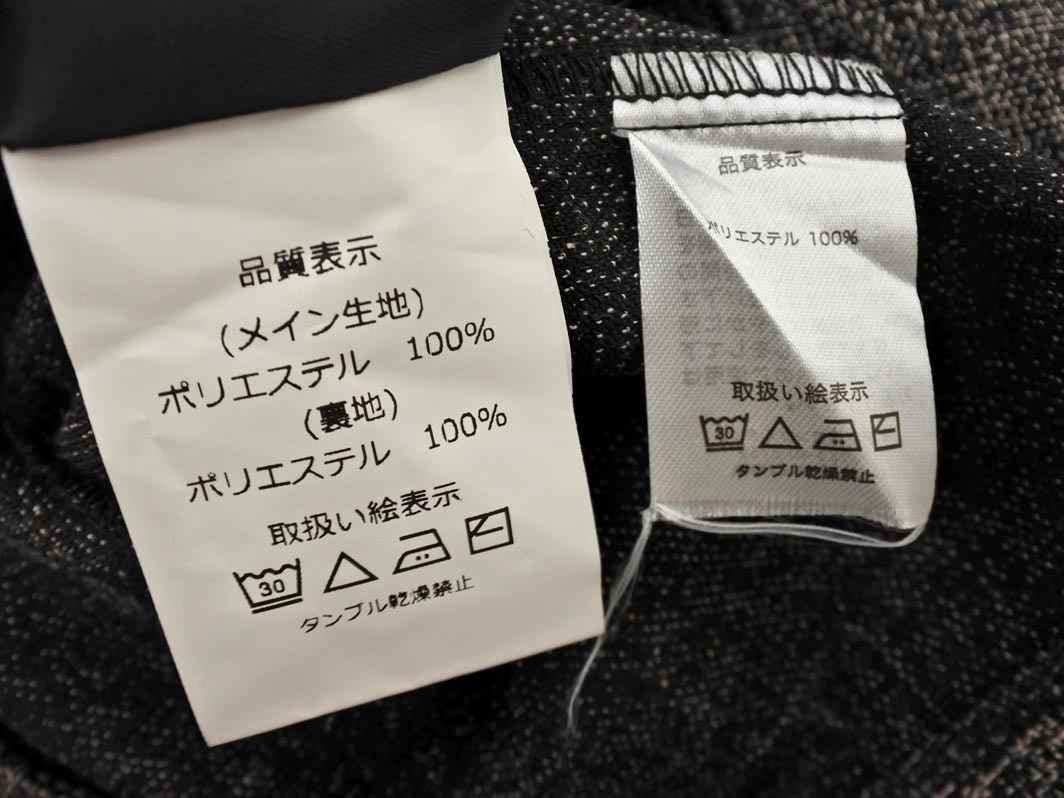 品質表示
(メイン生地)
ポリエステル 100%
(裏地)
ポリエステル 100%
取扱い絵表示
30
タンブル乾燥禁止
品質表示
ポリエステル 100%
取扱い絵表示
30
タンブル乾燥禁止